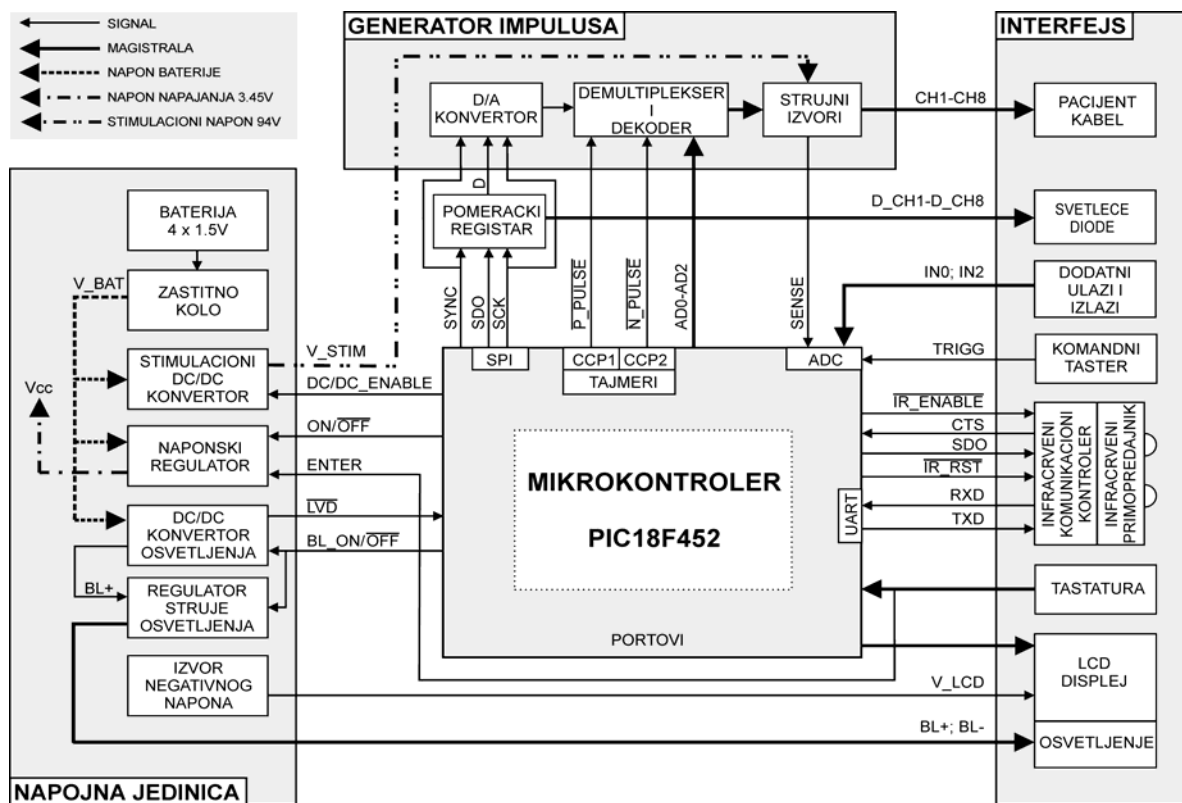 SIGNAL
MAGISTRALA
NAPON BATERIJE
NAPON NAPAJANJA 3.45V
STIMULACIONI NAPON 94V
GENERATOR IMPULSA
D/A
KONVERTOR
DEMULTIPLEKSER
I
DEKODER
STRUJNI
IZVORI
D
POMERACKI
REGISTAR
INTERFEJS
CH1-CH8
PACIJENT
KABEL
D_CH1-D_CH8
SVETLECE
DIODE
IN0; IN2
DODATNI
ULAZI I
IZLAZI
TRIGG
KOMANDNI
TASTER
IR_ENABLE
CTS
SDO
IR_RST
RXD
TXD
INFRACRVENI
KOMUNIKACIONI
KONTROLER
INFRACRVENI
PRIMOPREDAJNIK
TASTATURA
LCD
DISPLEJ
V_LCD
BL+; BL-
OSVETLJENJE
BATERIJA
4 x 1.5V
V_BAT
ZASTITNO
KOLO
Vcc
STIMULACIONI
DC/DC
KONVERTOR
V_STIM
DC/DC_ENABLE
NAPONSKI
REGULATOR
ON/OFF
ENTER
DC/DC
KONVERTOR
OSVETLJENJA
LVD
BL_ON/OFF
BL+
REGULATOR
STRUJE
OSVETLJENJA
IZVOR
NEGATIVNOG
NAPONA
NAPOJNA JEDINICA
SYNC
SDO
SCK
P_PULSE
N_PULSE
AD0-AD2
SENSE
SPI
CCP1
CCP2
TAJMERI
ADC
UART
MIKROKONTROLER
PIC18F452
PORTOVI